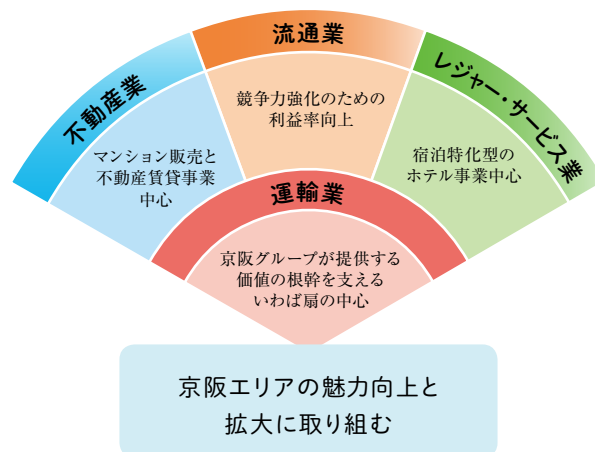 不動産業
マンション販売と
不動産賃貸事業
中心
流通業
競争力強化のための
利益率向上
レジャー・サービス業
宿泊特化型の
ホテル事業中心
運輸業
京阪グループが提供する
価値の根幹を支える
いわば扇の中心
京阪エリアの魅力向上と
拡大に取り組む